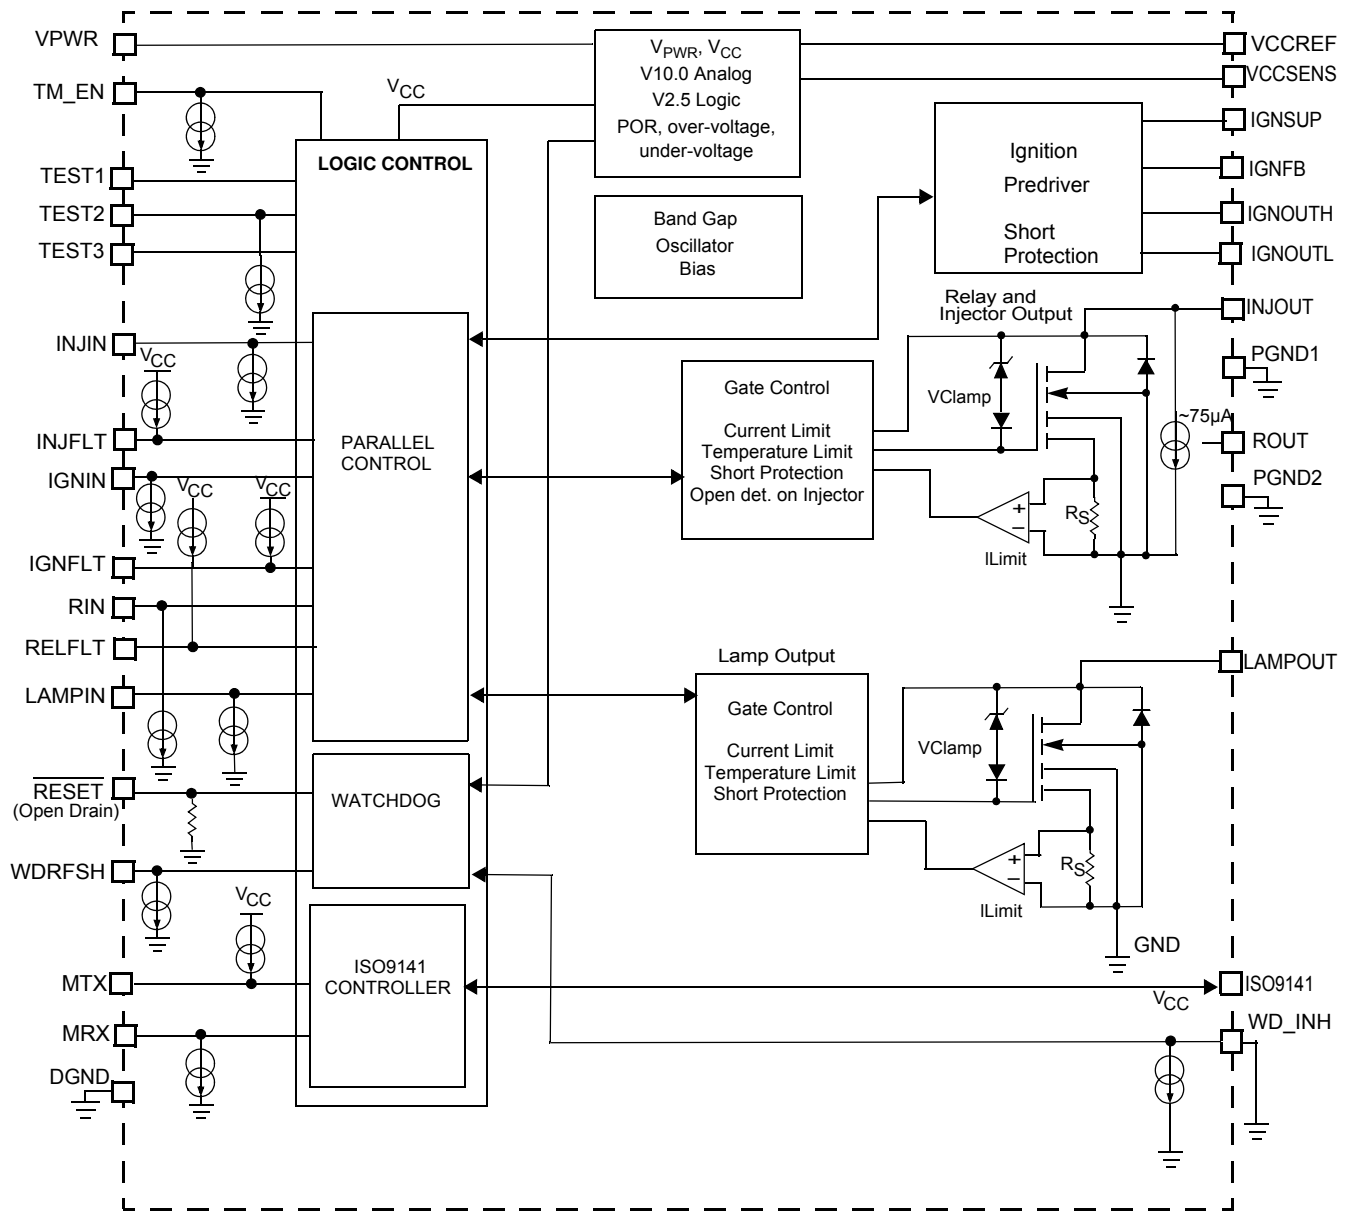 VPWR
TM_EN
TEST1
TEST2
TEST3
INJIN
VCC
INJFLT
IGNIN
VCC
VCC
IGNFLT
RIN
RELFLT
LAMPIN
RESET
(Open Drain)
WDRFSH
VCC
MTX
MRX
DGND
VCC
LOGIC CONTROL
PARALLEL
CONTROL
WATCHDOG
ISO9141
CONTROLLER
VPWR, VCC
V10.0 Analog
V2.5 Logic
POR, over-voltage,
under-voltage
Band Gap
Oscillator
Bias
Ignition
Predriver
Short
Protection
Relay and
Injector Output
Gate Control
Current Limit
Temperature Limit
Short Protection
Open det. on Injector
VClamp
RS
ILimit
~75µA
Lamp Output
Gate Control
Current Limit
Temperature Limit
Short Protection
VClamp
RS
ILimit
GND
VCC
VCCREF
VCCSENS
IGNSUP
IGNFB
IGNOUTH
IGNOUTL
INJOUT
PGND1
ROUT
PGND2
LAMPOUT
ISO9141
WD_INH